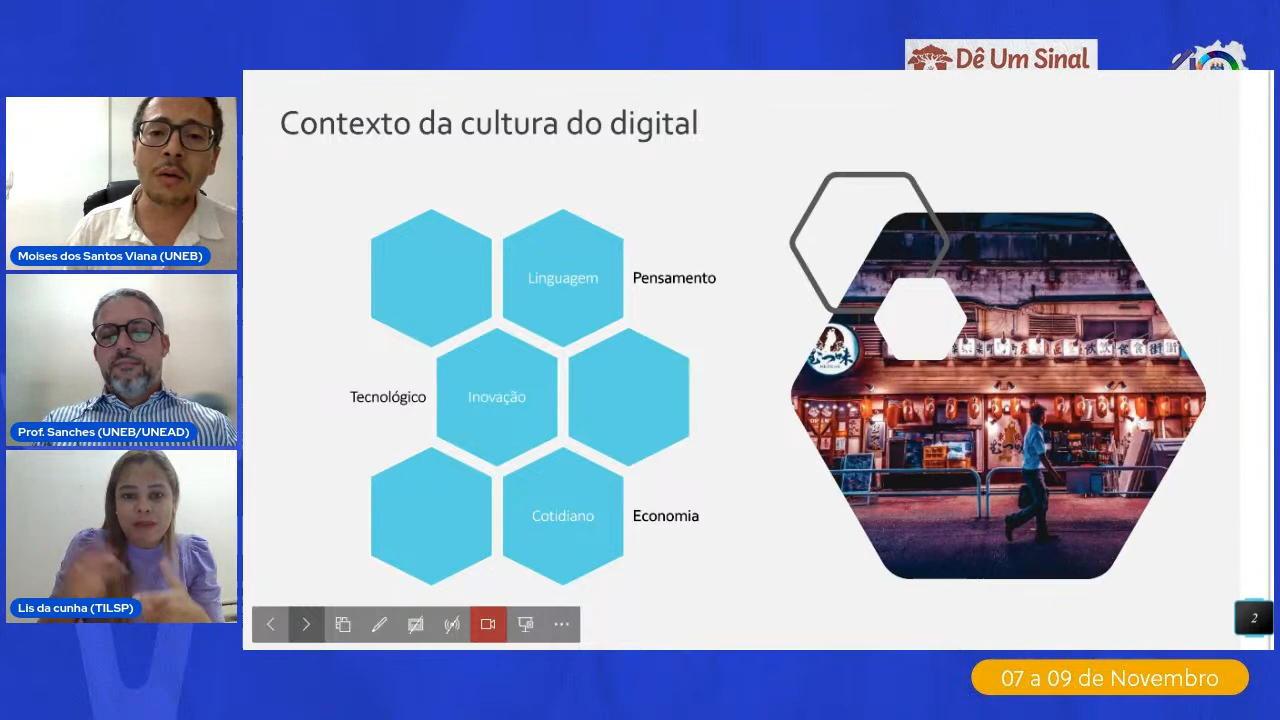 Dê Um Sinal
Contexto da cultura do digital
Moises dos Santos Viana (UNEB)
Prof. Sanches (UNEB/UNEAD)
Lis da cunha (TILSP)
Linguagem
Pensamento
Tecnológico
Inovação
Cotidiano
Economia
2
07 a 09 de Novembro